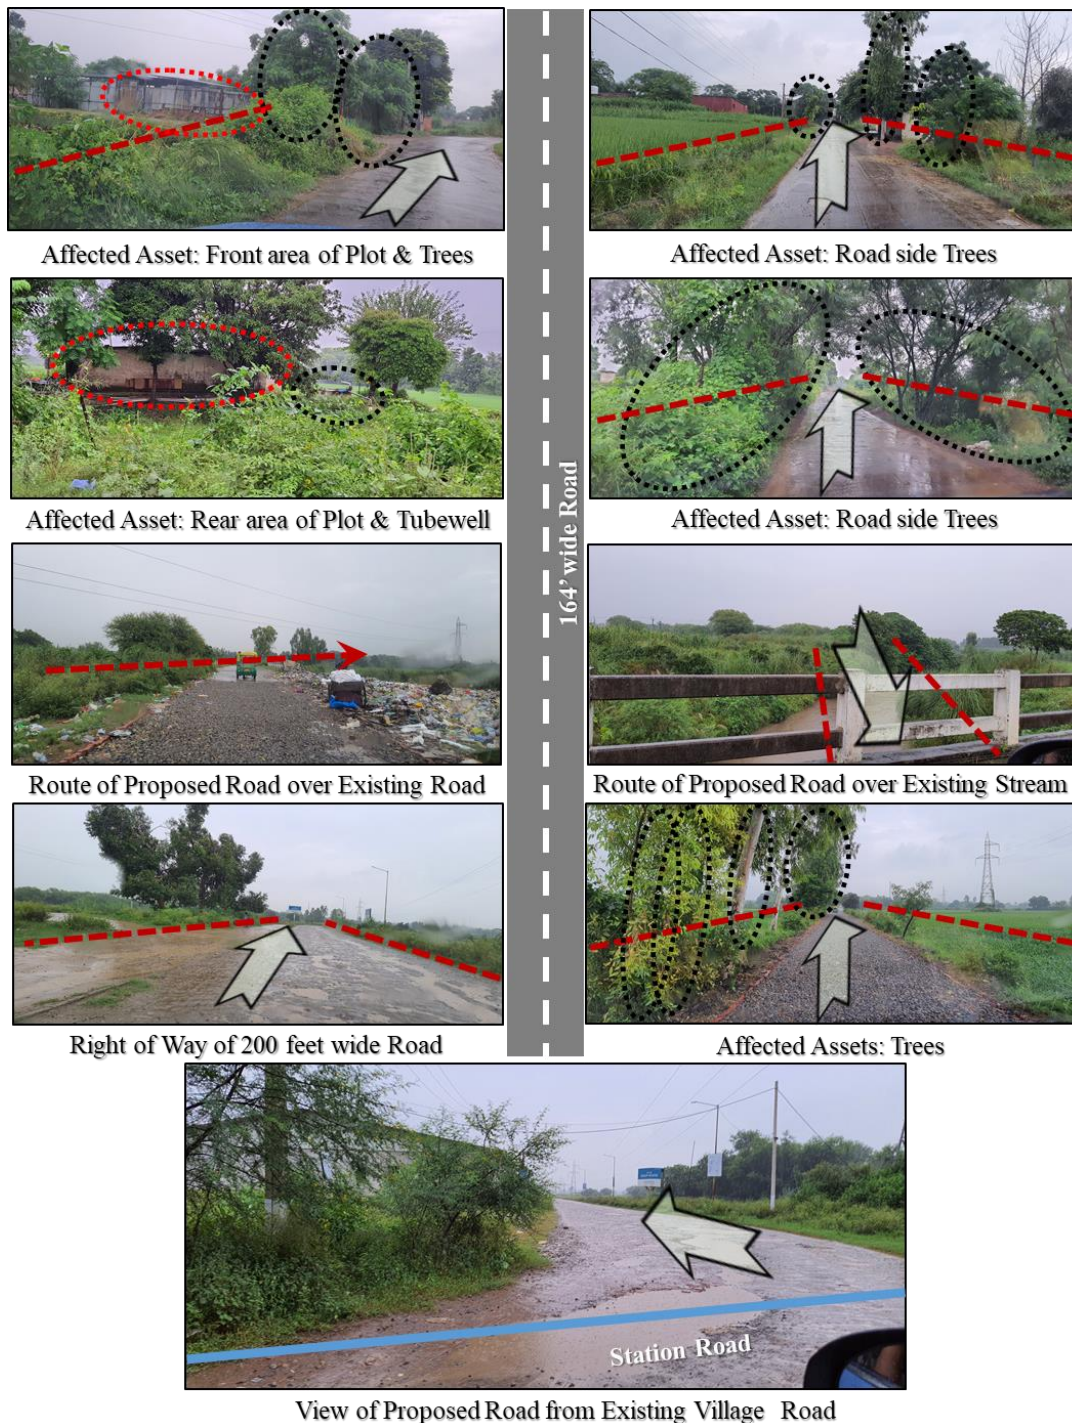 Affected Asset: Front area of Plot & Trees
Affected Asset: Road side Trees
Affected Asset: Rear area of Plot & Tubewell
Affected Asset: Road side Trees
164' wide Road
Route of Proposed Road over Existing Road
Route of Proposed Road over Existing Stream
Right of Way of 200 feet wide Road
Affected Assets: Trees
Station Road
View of Proposed Road from Existing Village Road